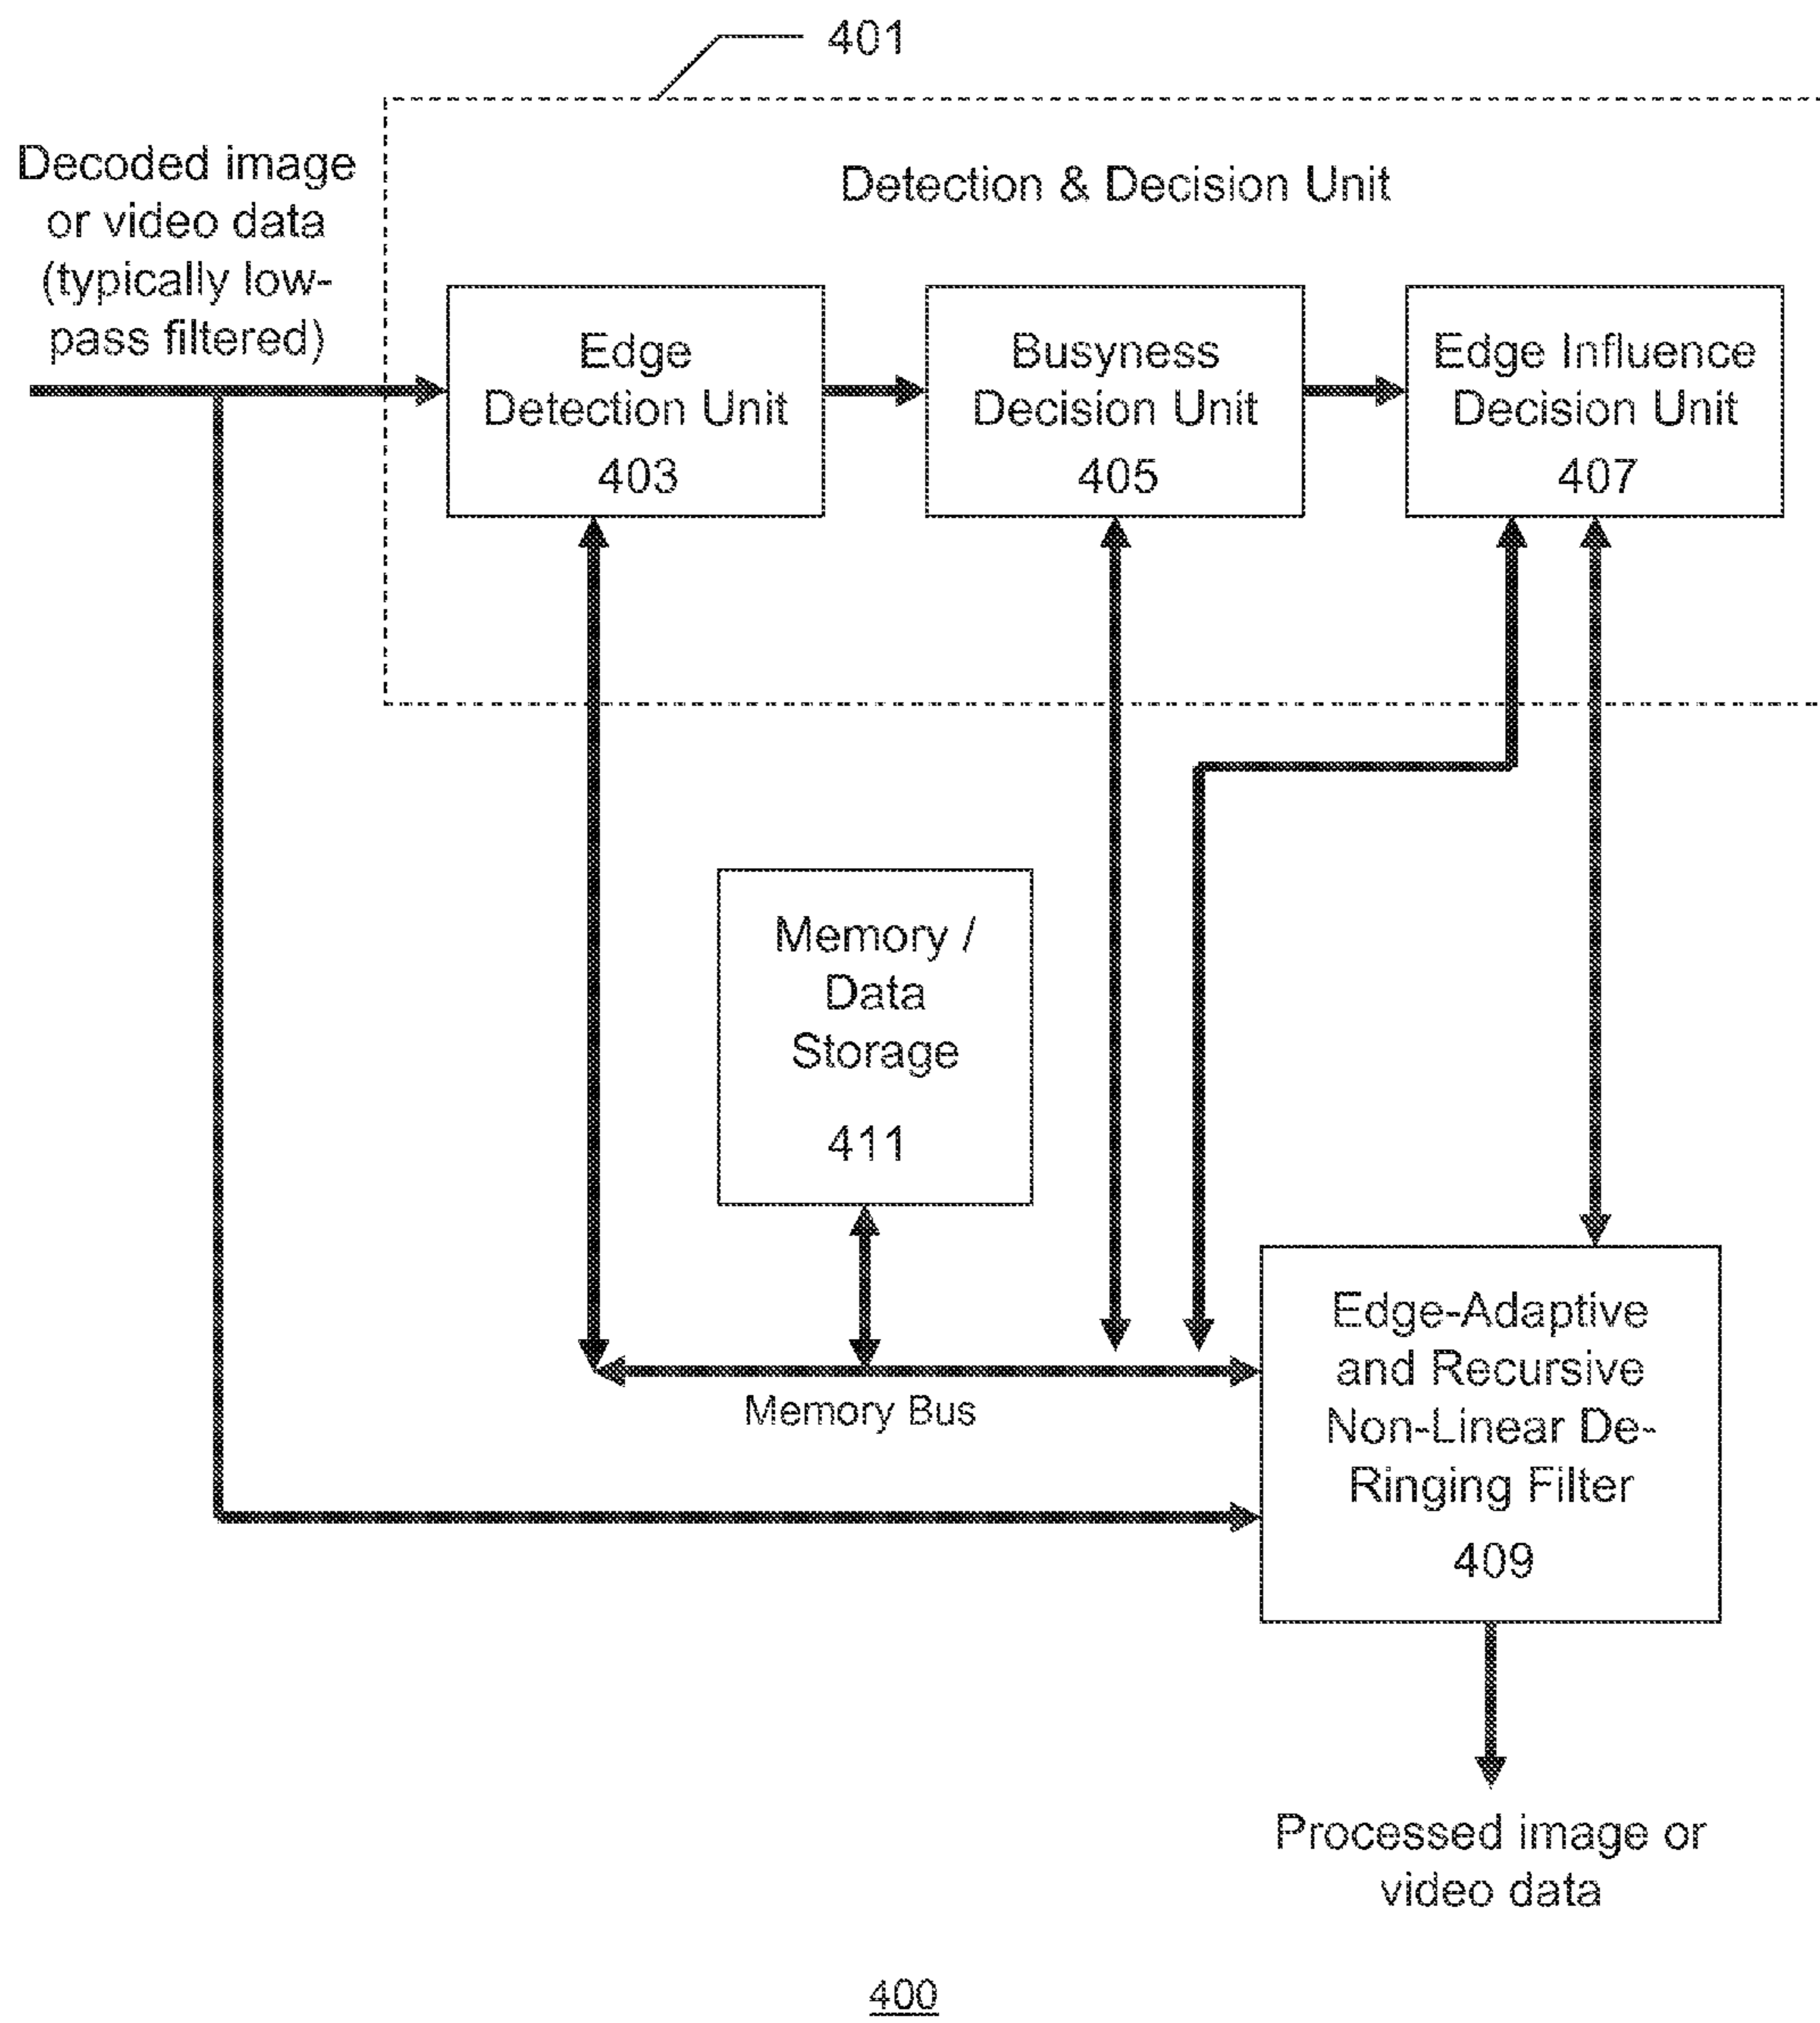 401
Decoded image
or video data
(typically low-
pass filtered)
Detection & Decision Unit
Edge
Detection Unit
403
Busyness
Decision Unit
405
Edge Influence
Decision Unit
407
Memory /
Data
Storage
411
Memory Bus
Edge-Adaptive
and Recursive
Non-Linear De-
Ringing Filter
409
Processed image or
video data
400